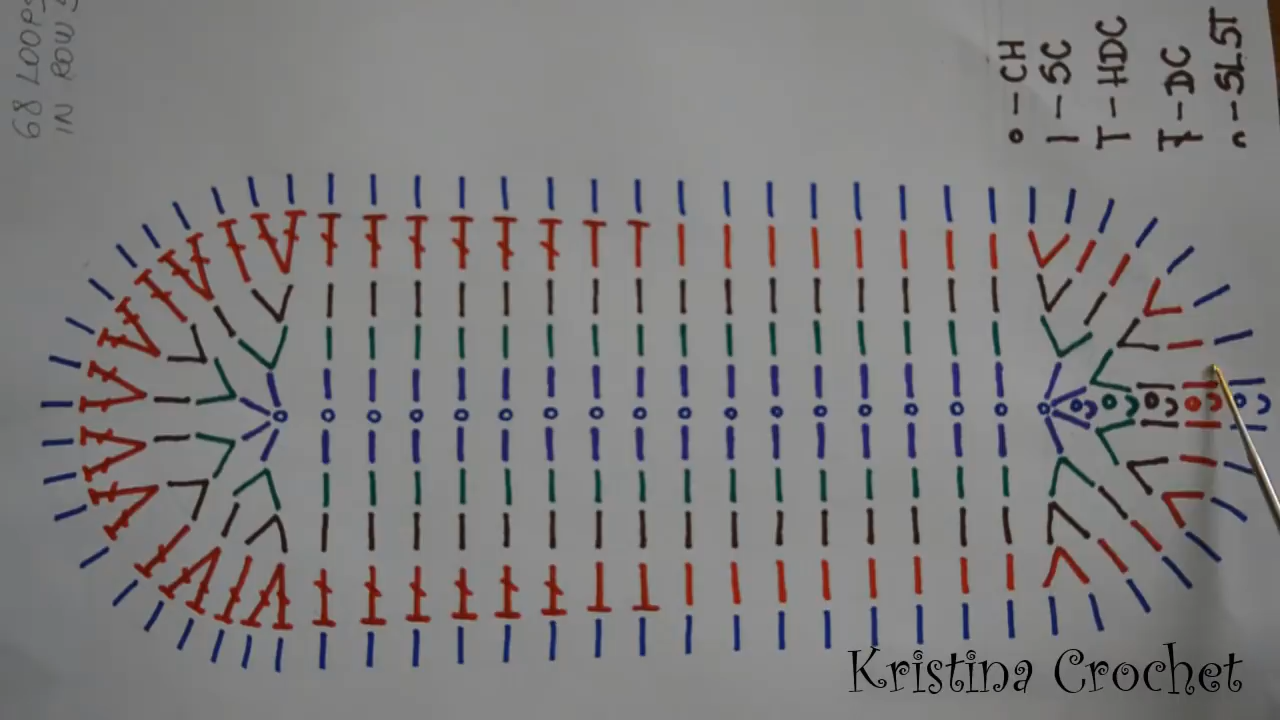 68 LOOPS
IN ROW
o - CH
I - SC
T - HDC
Ŧ - DC
∩ - SL ST
Kristina Crochet